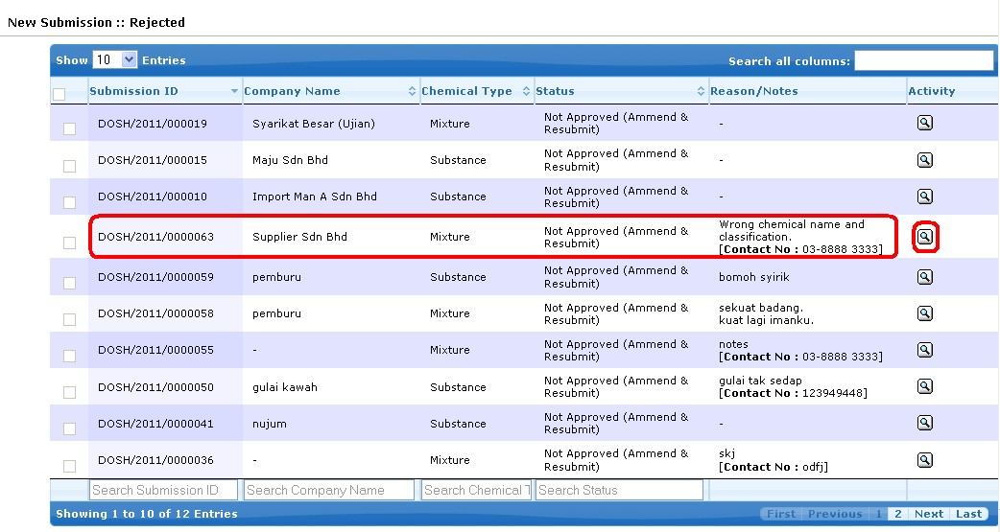 New Submission :: Rejected
Show 10 Entries Search all columns:
Submission ID Company Name Chemical Type Status Reason/Notes Activity
DOSH/2011/000019 Syarikat Besar (Ujian) Mixture Not Approved (Ammend & Resubmit) -
DOSH/2011/000015 Maju Sdn Bhd Substance Not Approved (Ammend & Resubmit) -
DOSH/2011/000010 Import Man A Sdn Bhd Substance Not Approved (Ammend & Resubmit) -
DOSH/2011/0000063 Supplier Sdn Bhd Mixture Not Approved (Ammend & Resubmit) Wrong chemical name and classification. [Contact No : 03-8888 3333]
DOSH/2011/0000059 pemburu Substance Not Approved (Ammend & Resubmit) bomoh syirik
DOSH/2011/0000058 pemburu Mixture Not Approved (Ammend & Resubmit) sekuat badang. kuat lagi imanku.
DOSH/2011/0000055 - Mixture Not Approved (Ammend & Resubmit) notes [Contact No : 03-8888 3333]
DOSH/2011/0000050 gulai kawah Substance Not Approved (Ammend & Resubmit) gulai tak sedap [Contact No : 123949448]
DOSH/2011/0000041 nujum Substance Not Approved (Ammend & Resubmit) -
DOSH/2011/0000036 - Mixture Not Approved (Ammend & Resubmit) skj [Contact No : odfj]
Search Submission ID Search Company Name Search Chemical T Search Status
Showing 1 to 10 of 12 Entries First Previous 1 2 Next Last